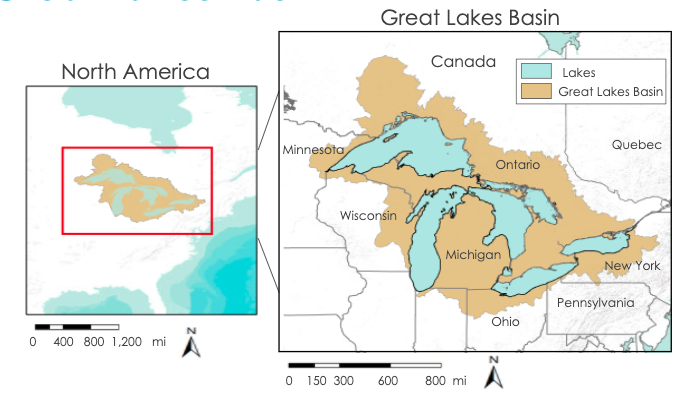 Great Lakes Basin
North America
Canada
Lakes
Great Lakes Basin
Minnesota
Ontario
Quebec
Wisconsin
Michigan
New York
Pennsylvania
Ohio
0 400 800 1,200 mi
N
0 150 300 600 800 mi
N